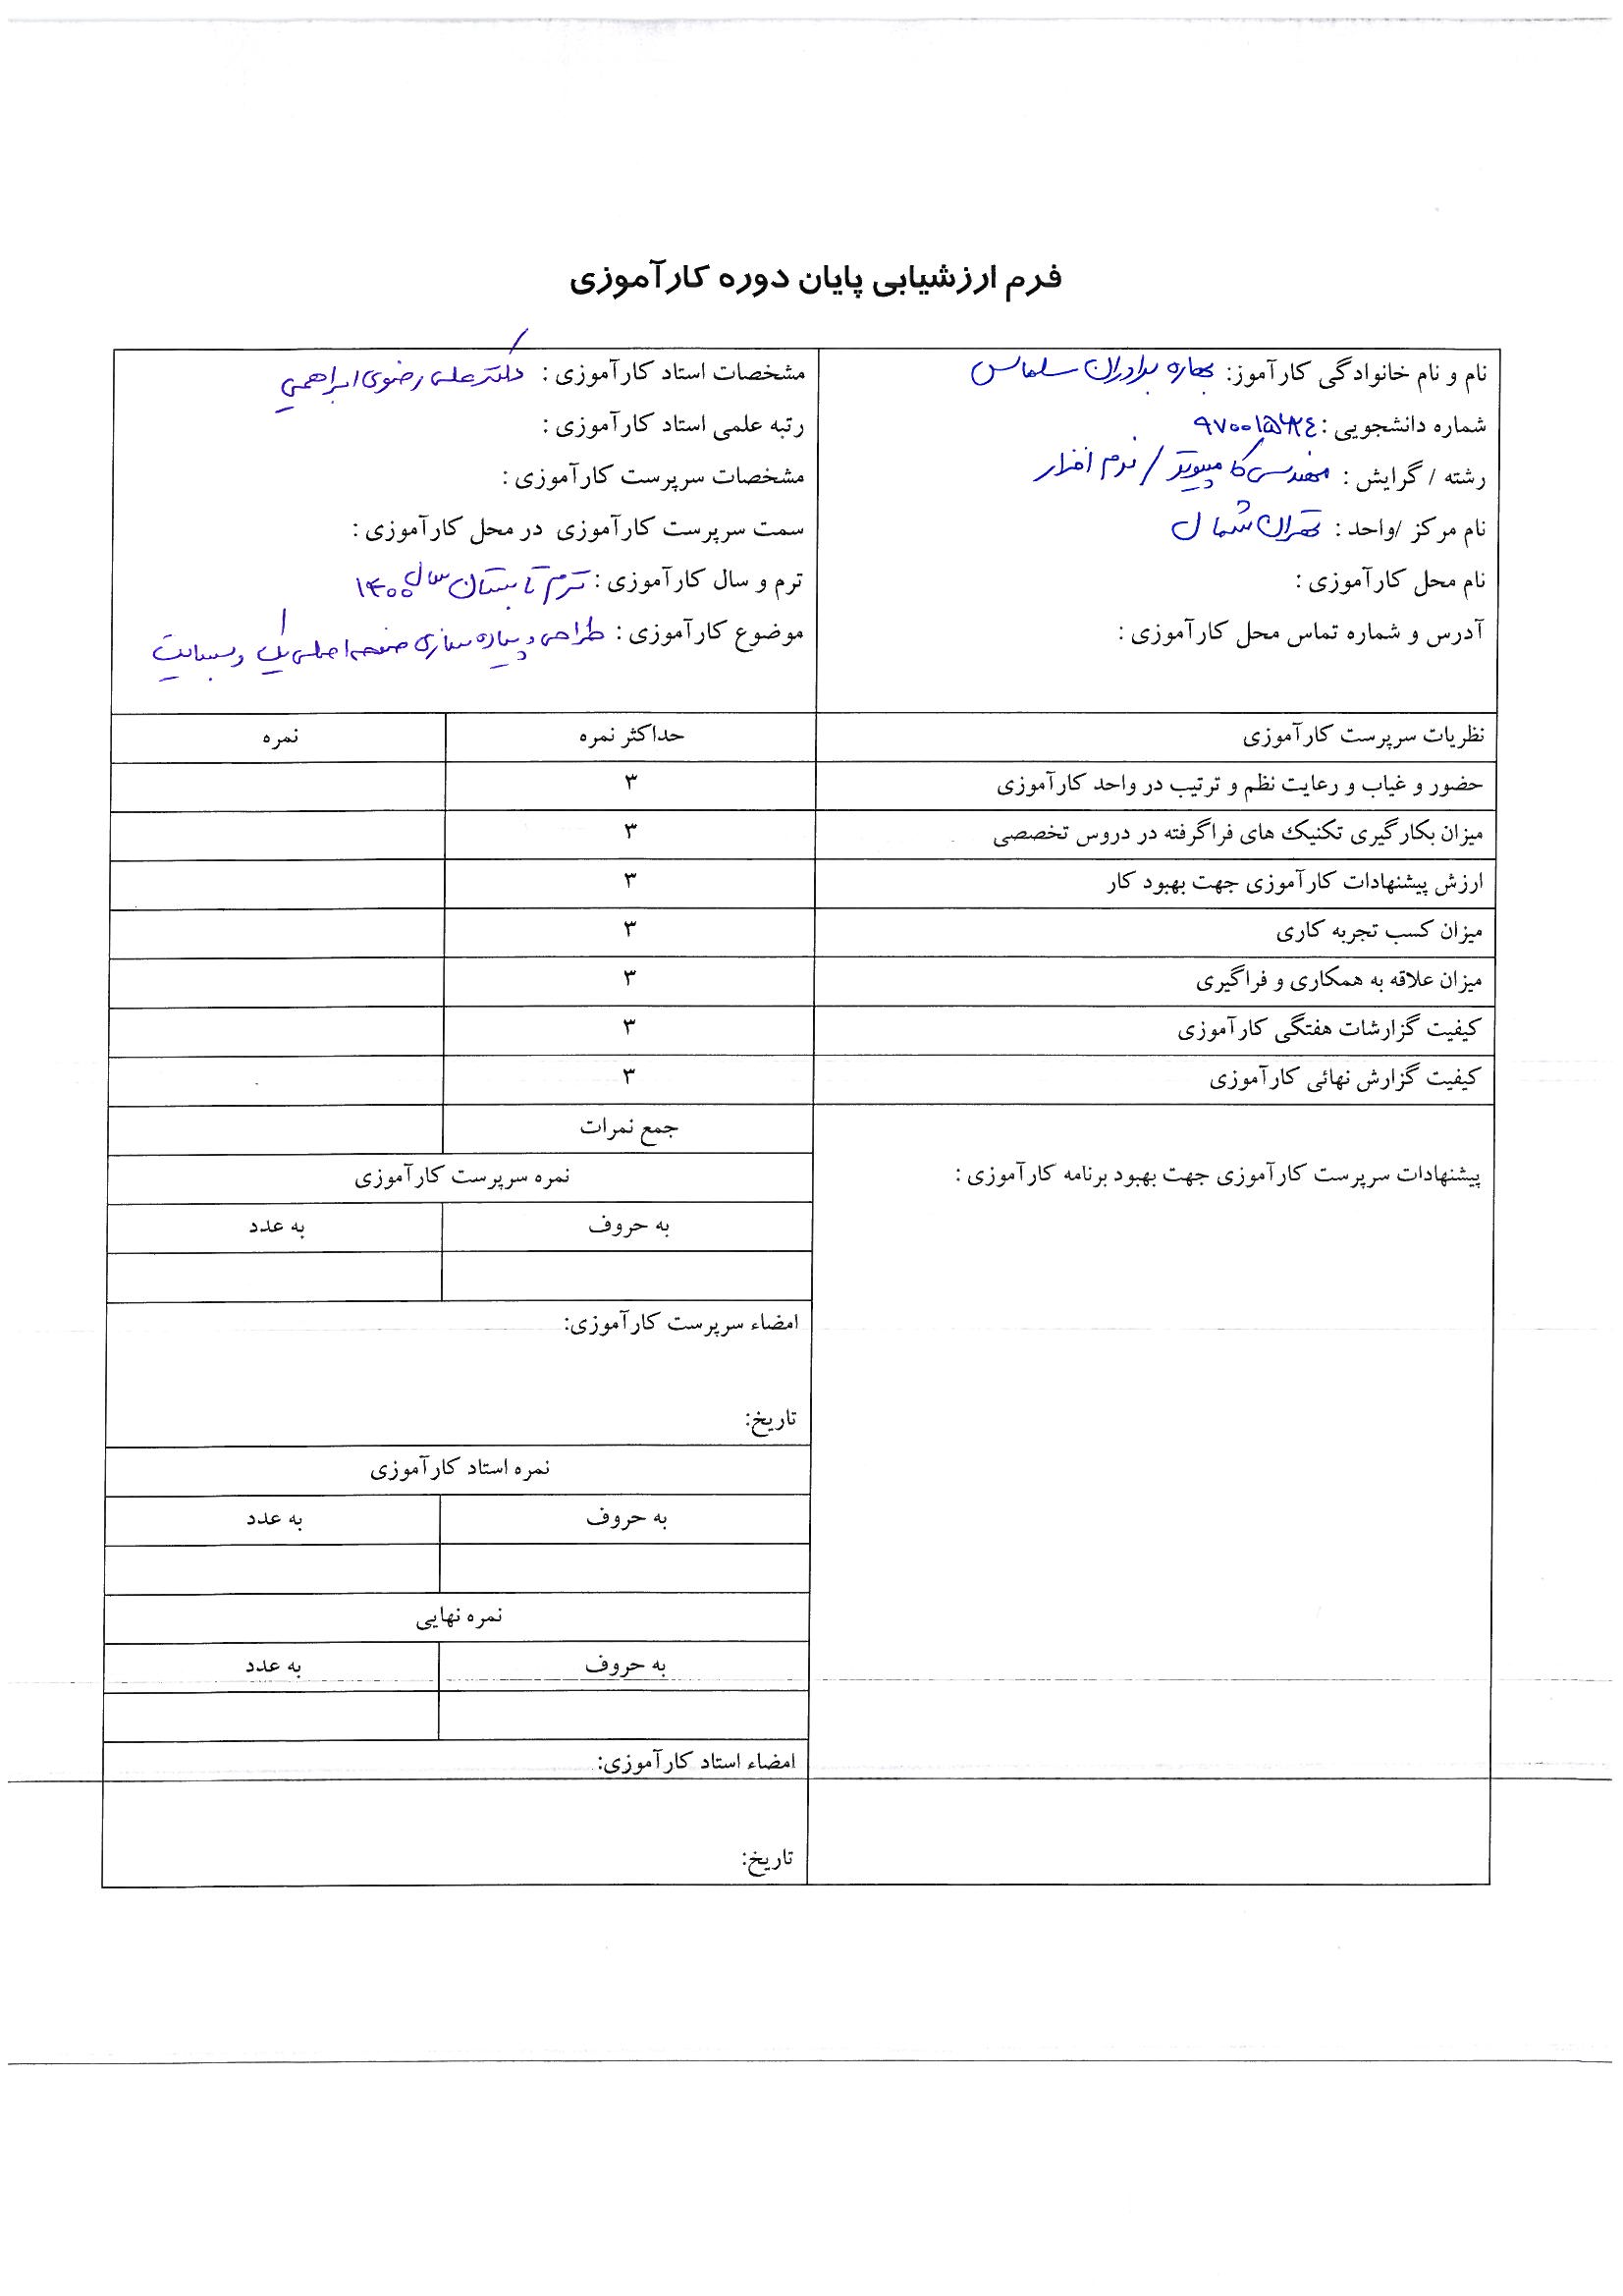 فرم ارزشیابی پایان دوره کارآموزی
نام و نام خانوادگی کارآموز: بهاره برادران سلماسی
شماره دانشجویی :
رشته / گرایش : مهندسی کامپیوتر / نرم افزار
نام مرکز /واحد : تهران شمال
نام محل کارآموزی :
آدرس و شماره تماس محل کارآموزی :
مشخصات استاد کارآموزی : دکتر علی رضوی ابراهیمی
رتبه علمی استاد کارآموزی :
مشخصات سرپرست کارآموزی :
سمت سرپرست کارآموزی در محل کارآموزی :
ترم و سال کارآموزی : ترم تابستان سال ۱۴۰۰
موضوع کارآموزی : طراحی و پیاده سازی صفحه اصلی یک وبسایت
نظریات سرپرست کارآموزی حداکثر نمره نمره
حضور و غیاب و رعایت نظم و ترتیب در واحد کارآموزی ۳
میزان بکارگیری تکنیک های فراگرفته در دروس تخصصی ۳
ارزش پیشنهادات کارآموزی جهت بهبود کار ۳
میزان کسب تجربه کاری ۳
میزان علاقه به همکاری و فراگیری ۳
کیفیت گزارشات هفتگی کارآموزی ۳
کیفیت گزارش نهائی کارآموزی ۳
پیشنهادات سرپرست کارآموزی جهت بهبود برنامه کارآموزی :
جمع نمرات
نمره سرپرست کارآموزی
به حروف به عدد
امضاء سرپرست کارآموزی:
تاریخ:
نمره استاد کارآموزی
به حروف به عدد
نمره نهایی
به حروف به عدد
امضاء استاد کارآموزی:
تاریخ: